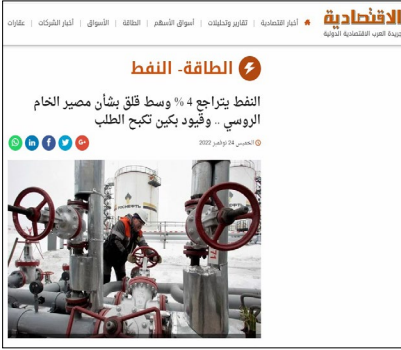 الاقتصادية
جريدة العرب الاقتصادية الدولية
أخبار اقتصادية | تقارير وتحليلات | أسواق الأسهم | الطاقة | الأسواق | أخبار الشركات | عقارات
الطاقة- النفط
النفط يتراجع 4 % وسط قلق بشأن مصير الخام
الروسي .. وقيود بكين تكبح الطلب
الخميس 24 نوفمبر 2022
РОСНЕФТЬ